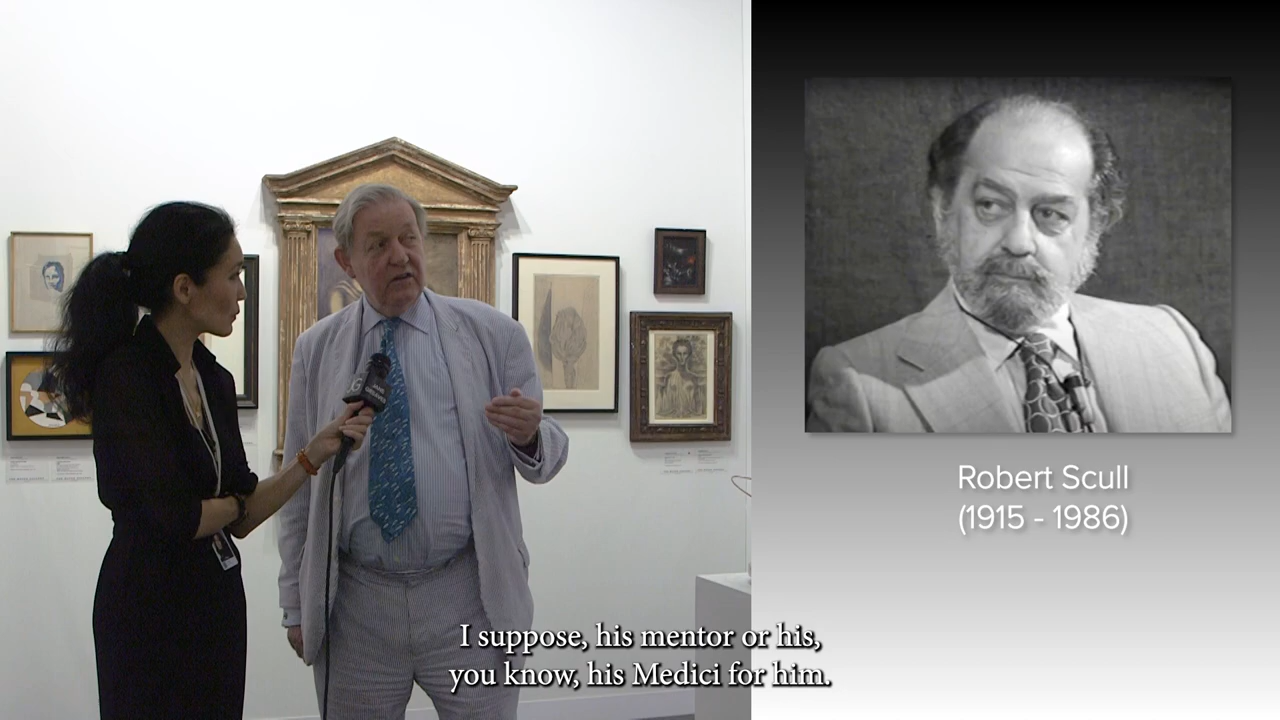 Robert Scull
(1915 - 1986)
I suppose, his mentor or his,
you know, his Medici for him.